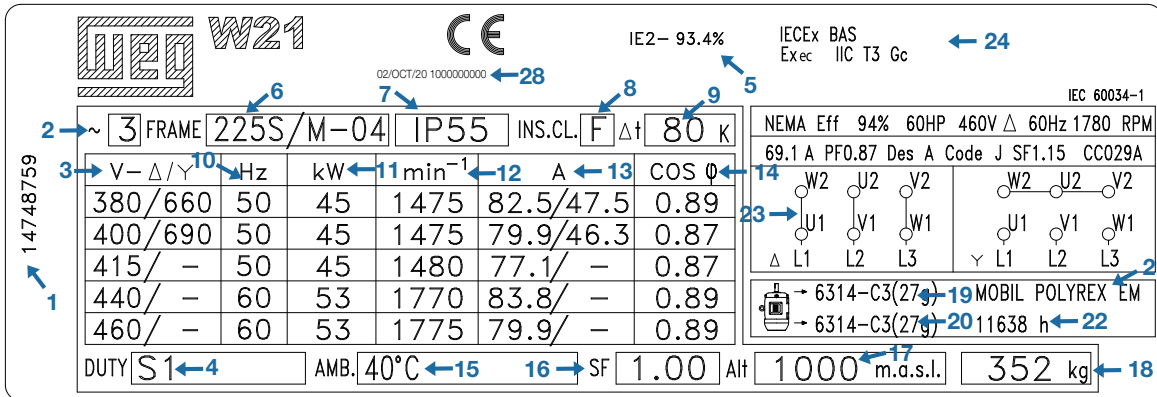 weg W21 CE IE2- 93.4% IECEx BAS
Exec IIC T3 Gc 24
02/OCT/20 1000000000 28 5
6 7 8 9 IEC 60034-1
2 ~ 3 FRAME 225S/M-04 IP55 INS.CL. F Δt 80 K
NEMA Eff 94% 60HP 460V Δ 60Hz 1780 RPM
69.1 A PF0.87 Des A Code J SF1.15 CC029A
3 V- Δ/Y 10 Hz kW 11 min⁻¹ 12 A 13 COS φ 14
380/660 50 45 1475 82.5/47.5 0.89
400/690 50 45 1475 79.9/46.3 0.87
415/ - 50 45 1480 77.1/ - 0.87
440/ - 60 53 1770 83.8/ - 0.89
460/ - 60 53 1775 79.9/ - 0.89
W2 U2 V2 W2 U2 V2
23 U1 V1 W1 U1 V1 W1
Δ L1 L2 L3 Y L1 L2 L3
2
6314-C3(27g) 19 MOBIL POLYREX EM
6314-C3(27g) 20 11638 h 22
DUTY S1 4 AMB. 40°C 15 16 SF 1.00 Alt 1000 m.a.s.l. 17 352 kg 18
14748759
1